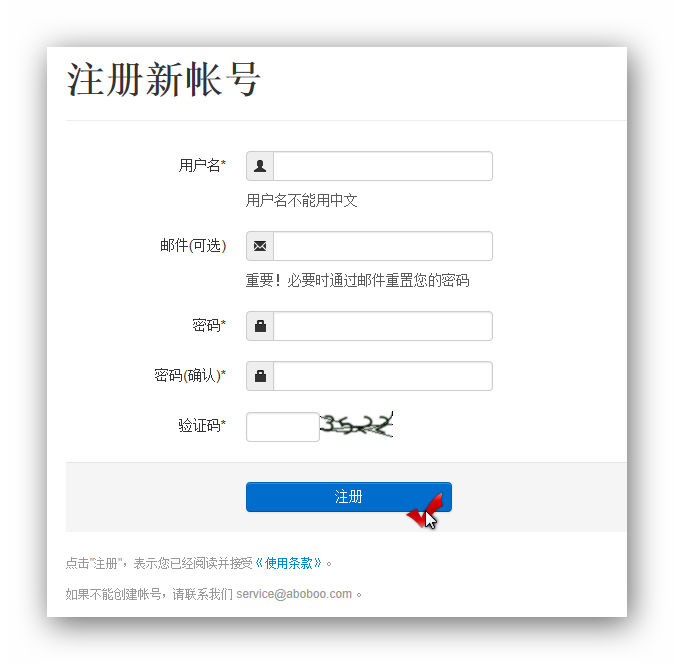 注册新帐号
用户名*
用户名不能用中文
邮件(可选)
重要！必要时通过邮件重置您的密码
密码*
密码(确认)*
验证码*
3522
注册
点击"注册"，表示您已经阅读并接受《使用条款》。
如果不能创建帐号，请联系我们 service@aboboo.com 。